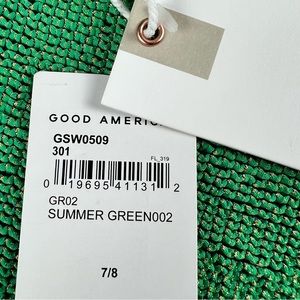 GOOD AMERIC
GSW0509
301
FL_319
0 19695 41131 2
GR02
SUMMER GREEN002
7/8